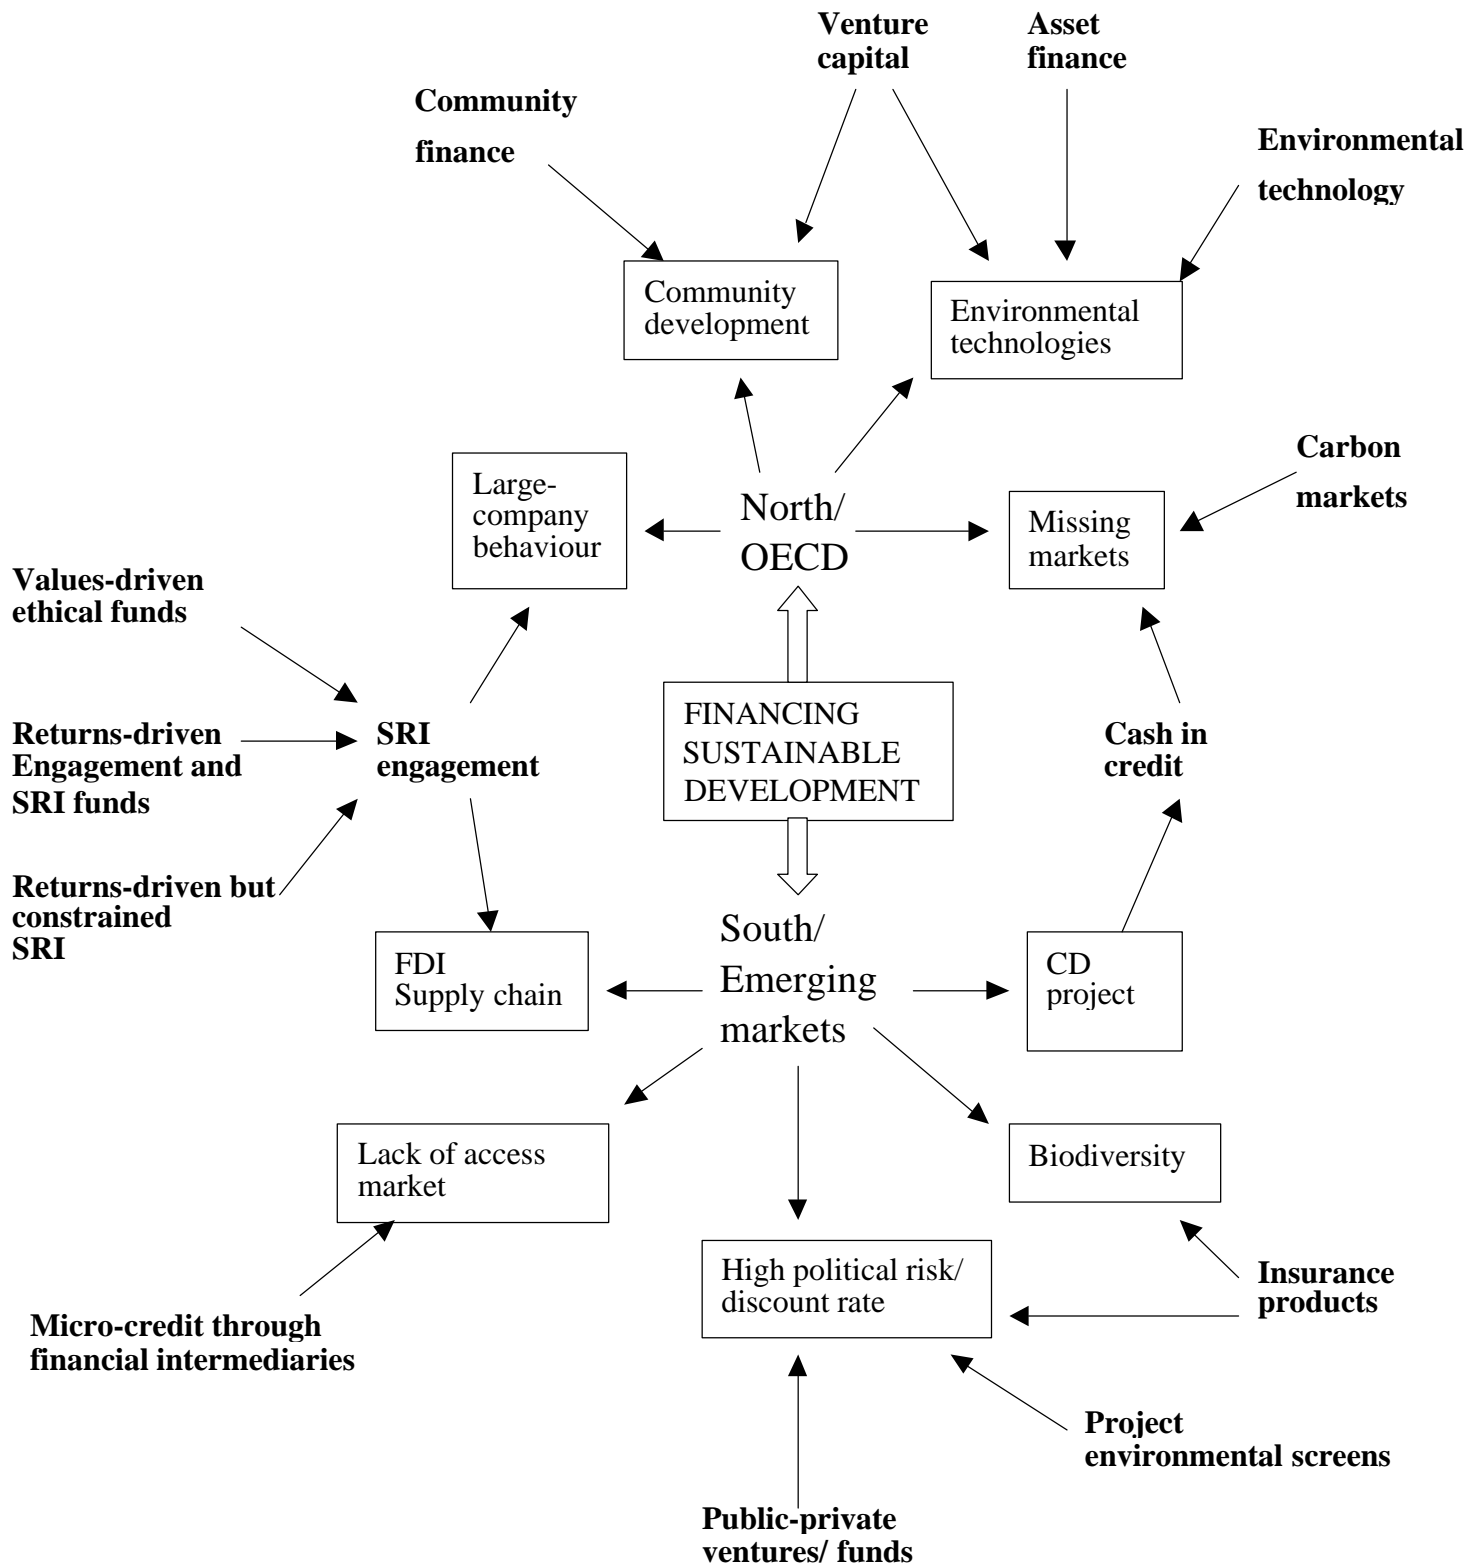 Venture
capital
Asset
finance
Community
finance
Environmental
technology
Community
development
Environmental
technologies
Carbon
markets
Large-
company
behaviour
North/
OECD
Missing
markets
Values-driven
ethical funds
Returns-driven
Engagement and
SRI funds
SRI
engagement
FINANCING
SUSTAINABLE
DEVELOPMENT
Cash in
credit
Returns-driven but
constrained
SRI
FDI
Supply chain
South/
Emerging
markets
CD
project
Lack of access
market
Biodiversity
High political risk/
discount rate
Insurance
products
Micro-credit through
financial intermediaries
Project
environmental screens
Public-private
ventures/ funds